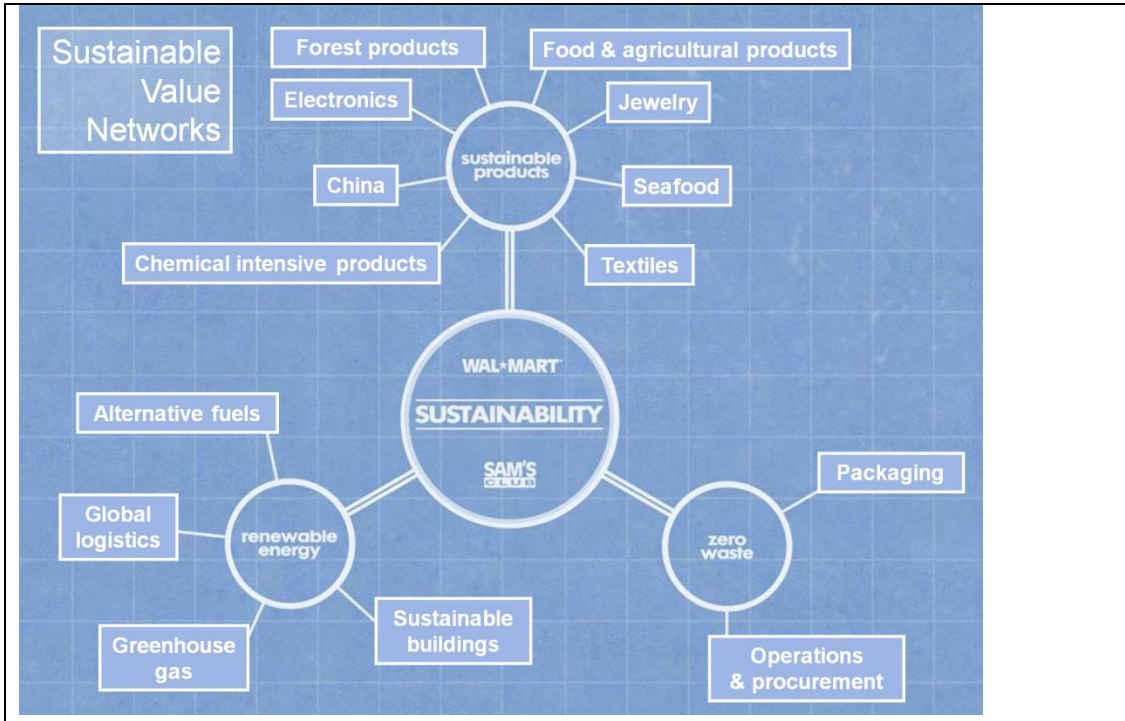 Sustainable
Value
Networks
Forest products
Food & agricultural products
Electronics
Jewelry
sustainable
products
China
Seafood
Chemical intensive products
Textiles
WAL★MART
SUSTAINABILITY
SAM'S
CLUB
Alternative fuels
Global
logistics
renewable
energy
Greenhouse
gas
Sustainable
buildings
Packaging
zero
waste
Operations
& procurement